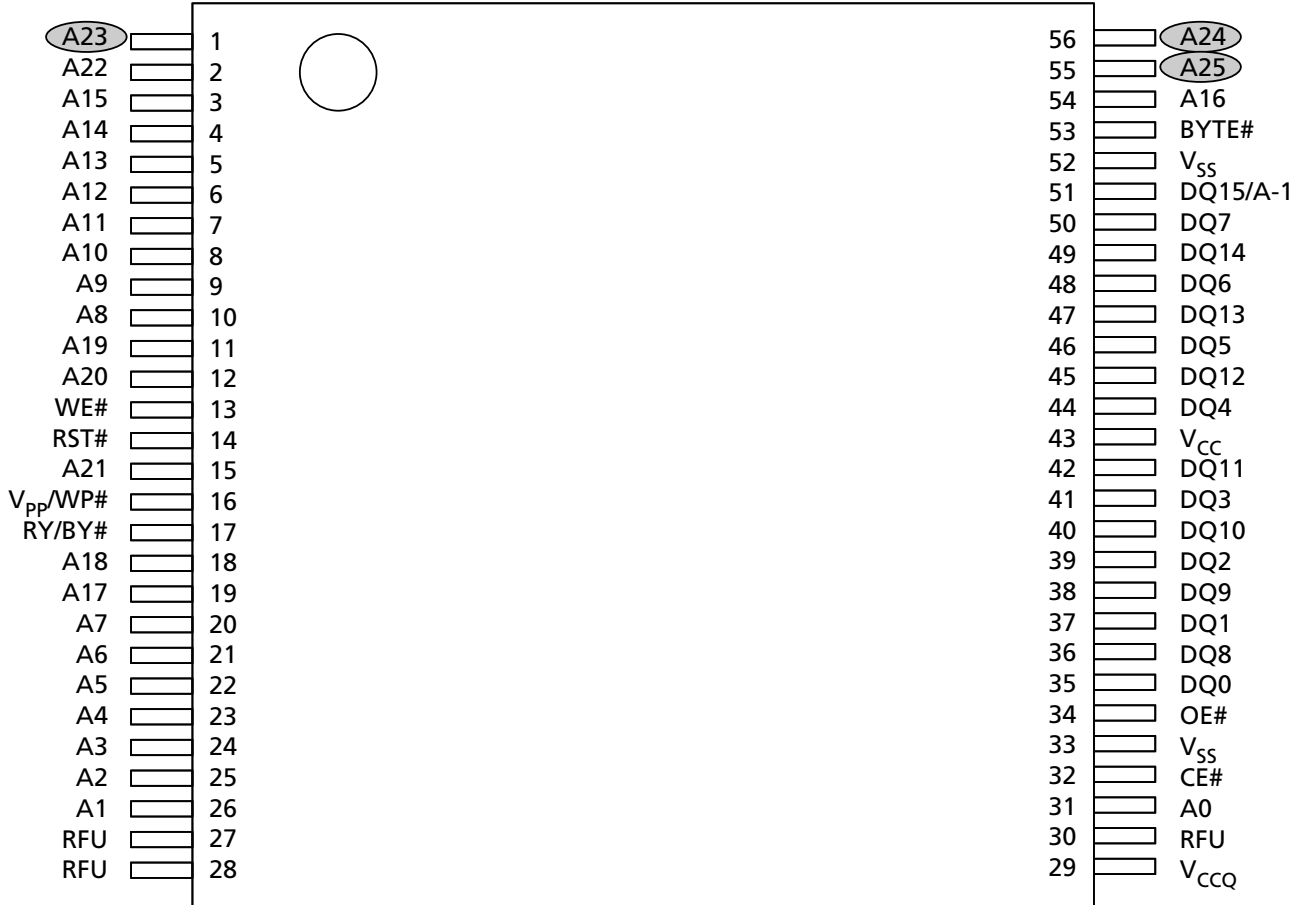 A23 1 56 A24
A22 2 55 A25
A15 3 54 A16
A14 4 53 BYTE#
A13 5 52 VSS
A12 6 51 DQ15/A-1
A11 7 50 DQ7
A10 8 49 DQ14
A9 9 48 DQ6
A8 10 47 DQ13
A19 11 46 DQ5
A20 12 45 DQ12
WE# 13 44 DQ4
RST# 14 43 VCC
A21 15 42 DQ11
VPP/WP# 16 41 DQ3
RY/BY# 17 40 DQ10
A18 18 39 DQ2
A17 19 38 DQ9
A7 20 37 DQ1
A6 21 36 DQ8
A5 22 35 DQ0
A4 23 34 OE#
A3 24 33 VSS
A2 25 32 CE#
A1 26 31 A0
RFU 27 30 RFU
RFU 28 29 VCCQ